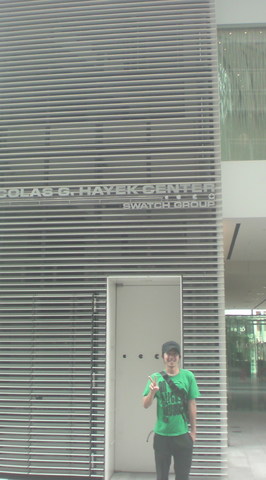 COLAS G. HAYEK CENTER
SWATCH GROUP